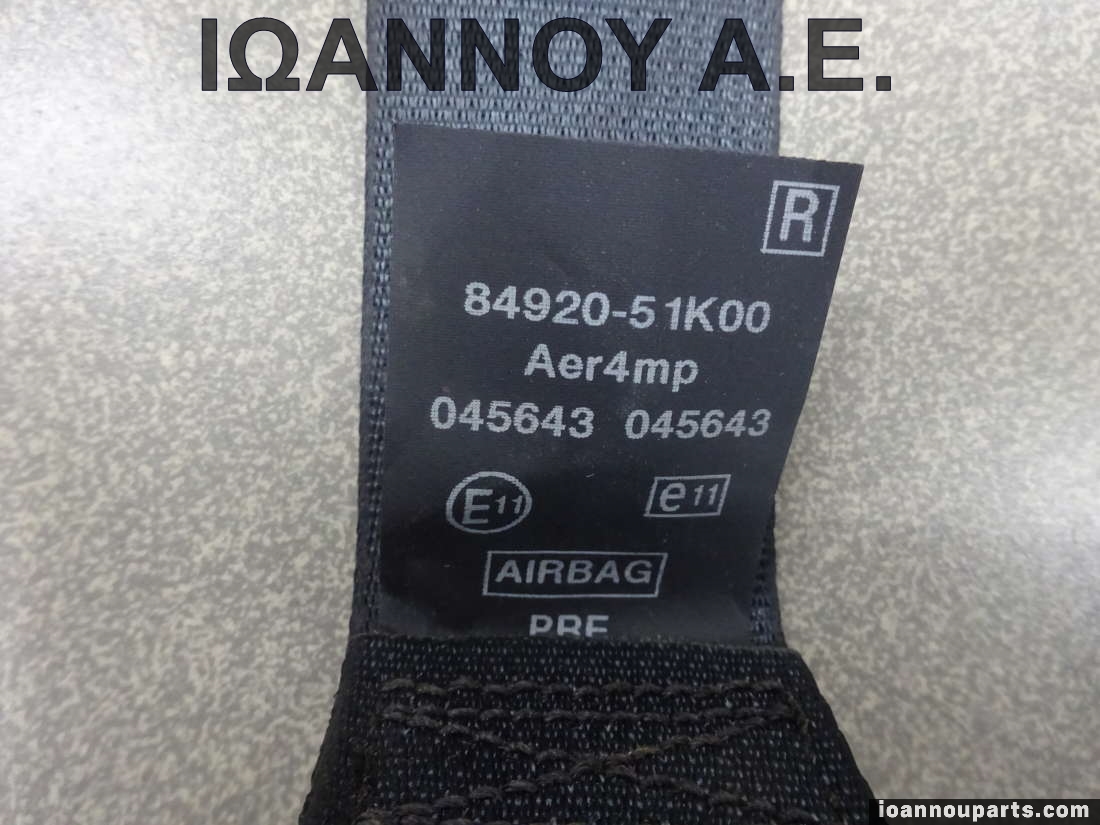 ΙΩΑΝΝΟΥ Α.Ε.
R
84920-51K00
Aer4mp
045643 045643
E11 e11
AIRBAG
ioannouparts.com